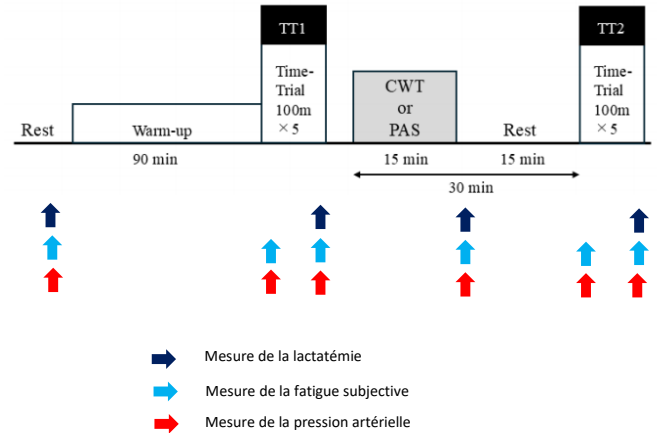 TT1
TT2
Time-
Trial
100m
×5
CWT
or
PAS
Time-
Trial
100m
×5
Rest
Warm-up
Rest
90 min
15 min
15 min
30 min
Mesure de la lactatémie
Mesure de la fatigue subjective
Mesure de la pression artérielle